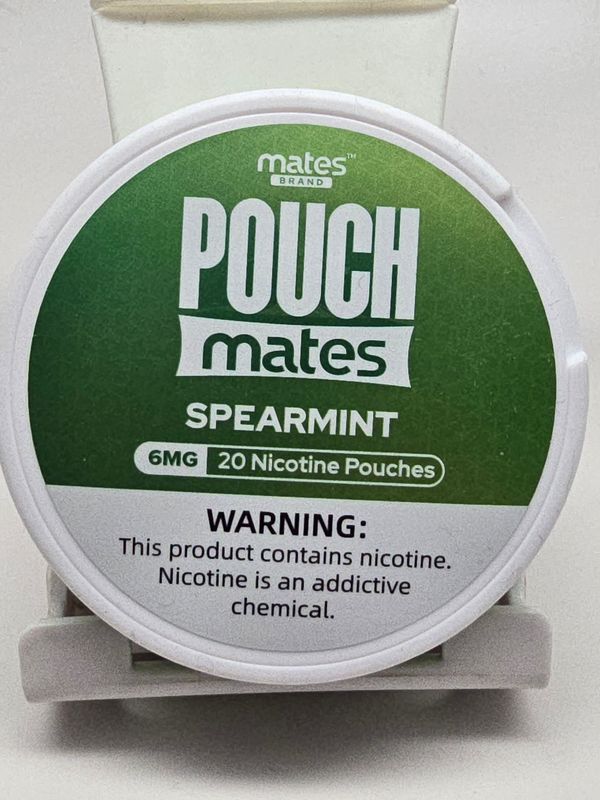 mates™
BRAND
POUCH
mates
SPEARMINT
6MG 20 Nicotine Pouches
WARNING:
This product contains nicotine.
Nicotine is an addictive
chemical.